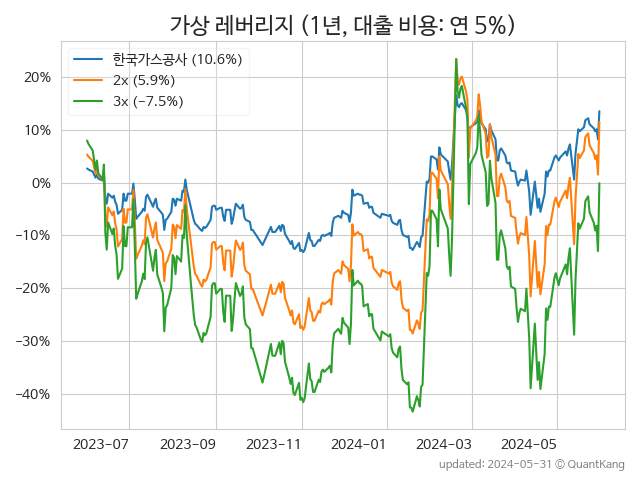 가상 레버리지 (1년, 대출 비용: 연 5%)
한국가스공사 (10.6%)
2x (5.9%)
3x (−7.5%)
20%
10%
0%
−10%
−20%
−30%
−40%
2023-07 2023-09 2023-11 2024-01 2024-03 2024-05
updated: 2024-05-31 © QuantKang